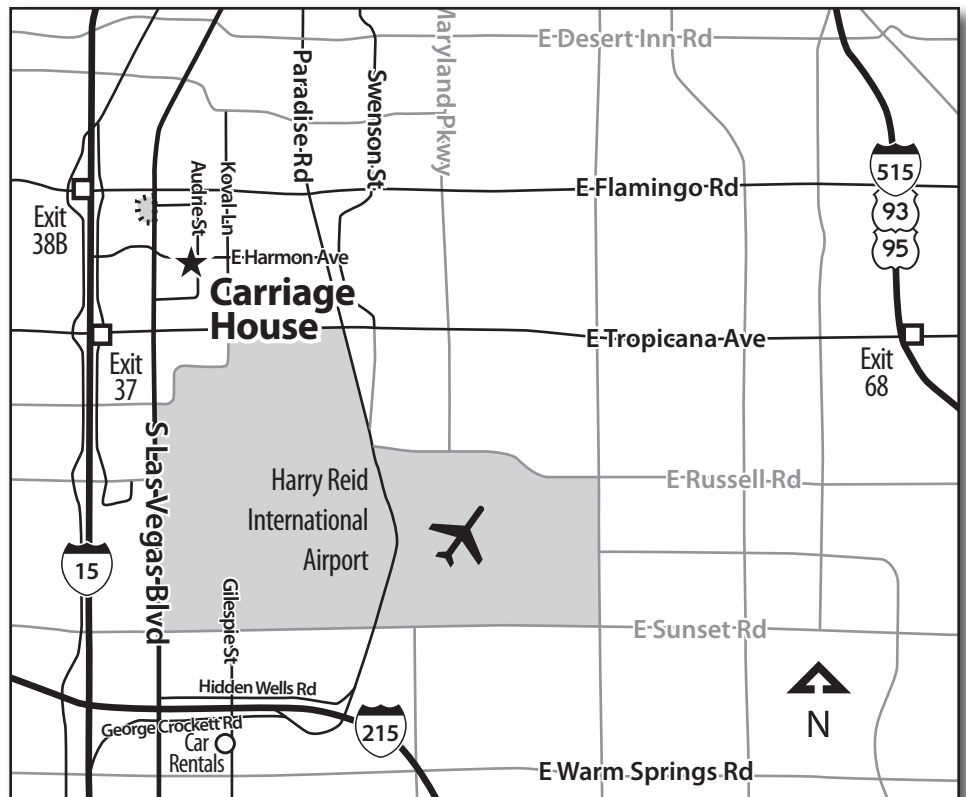 E Desert Inn Rd
Maryland Pkwy
Paradise Rd
Swenson St
515
E Flamingo Rd
93
Audrie St
Koval Ln
Exit
38B
95
E Harmon Ave
Carriage
House
E Tropicana Ave
Exit
37
Exit
68
S Las Vegas Blvd
Harry Reid
International
Airport
E Russell Rd
15
Gilespie St
E Sunset Rd
Hidden Wells Rd
George Crockett Rd
215
N
Car
Rentals
E Warm Springs Rd